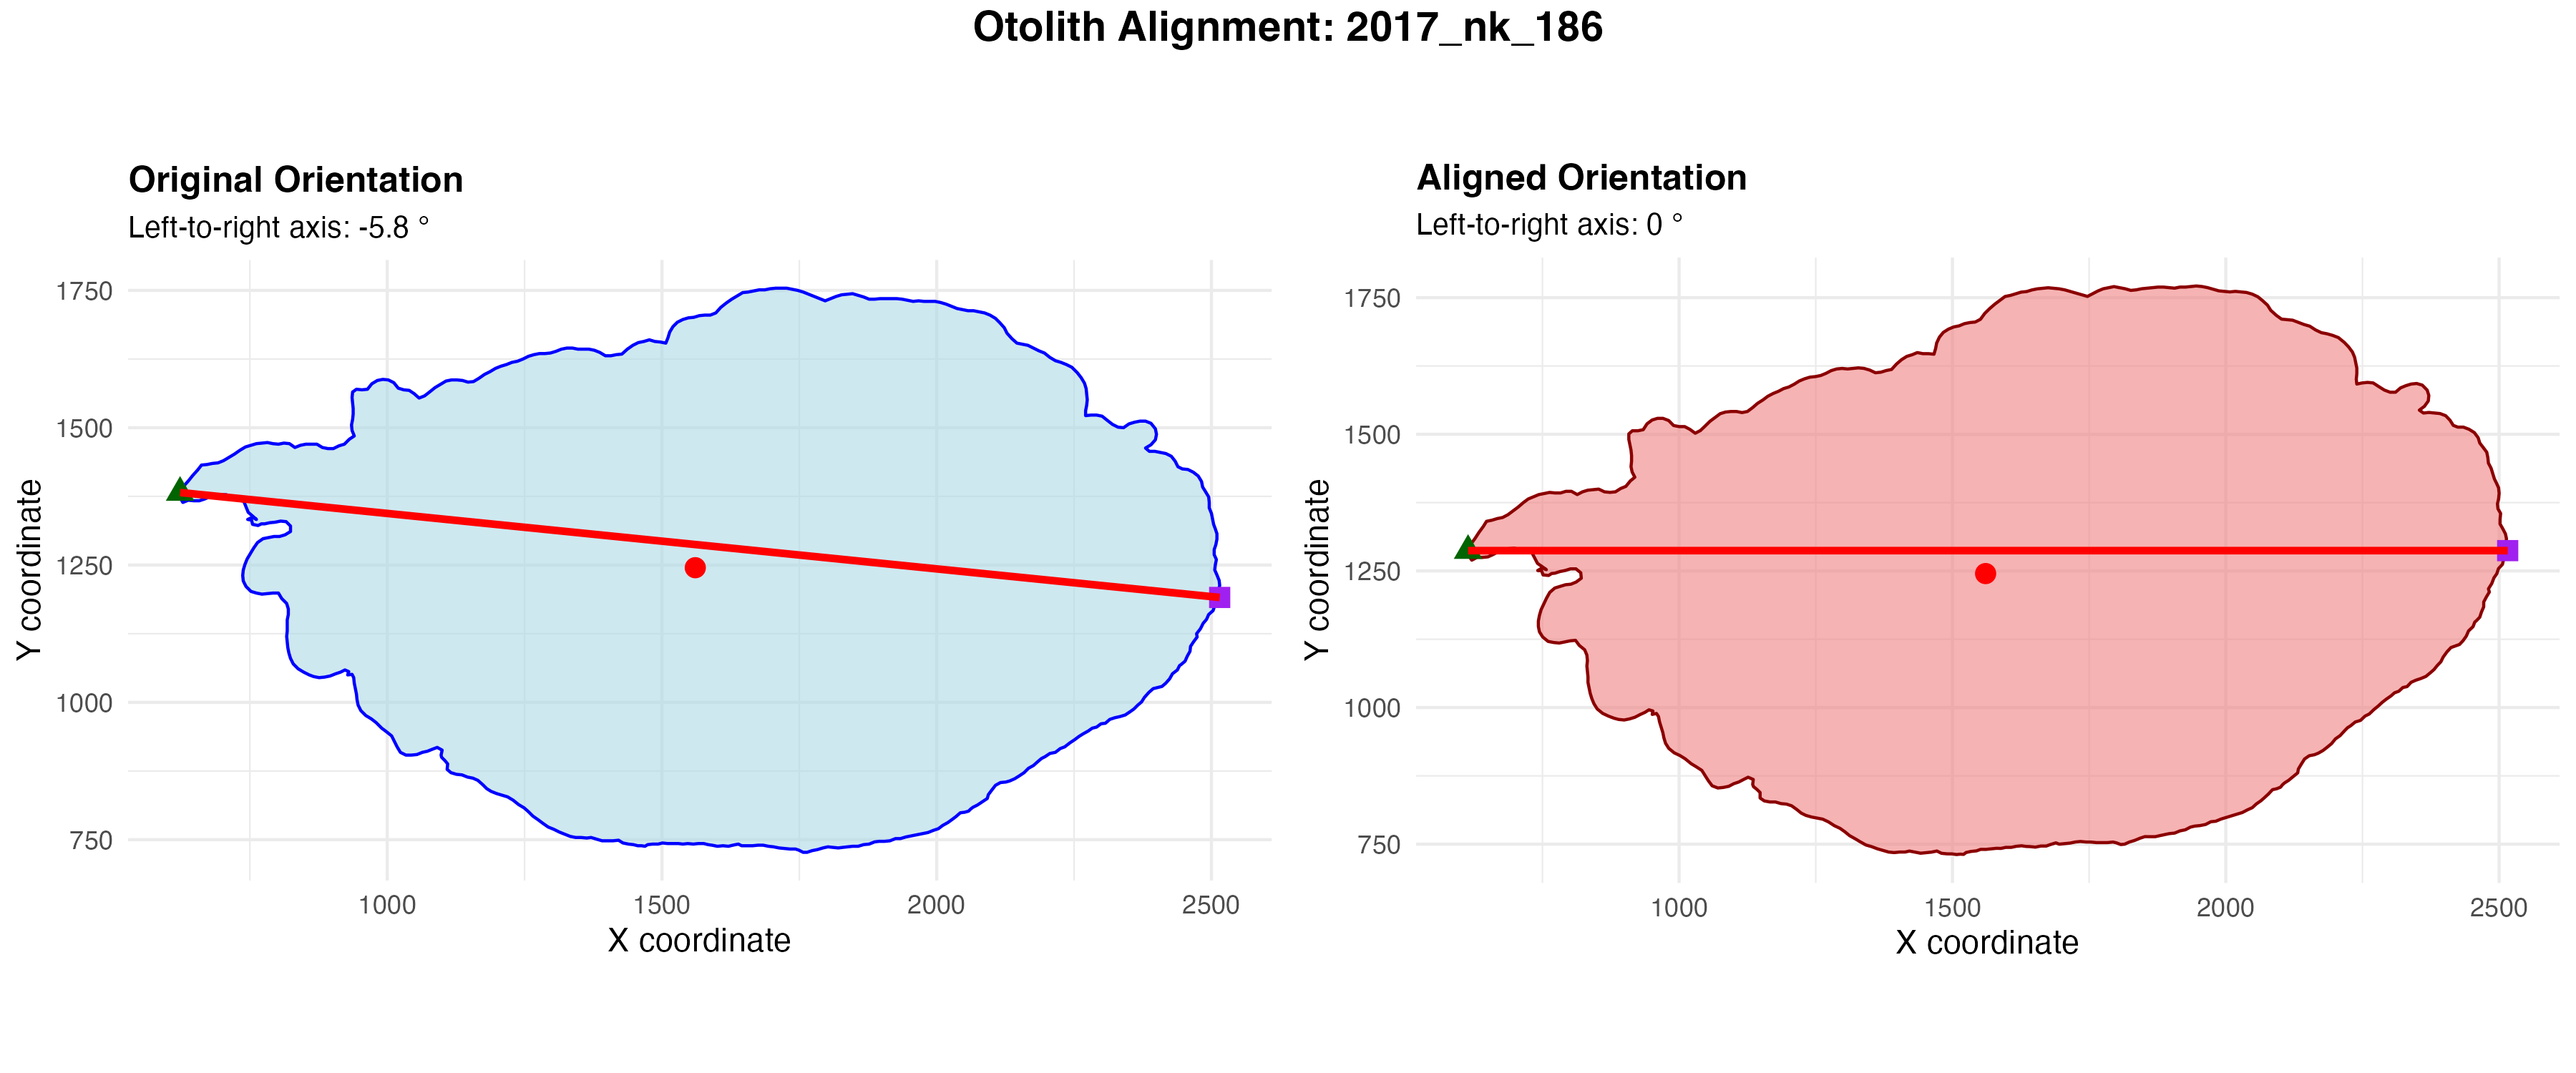 Otolith Alignment: 2017_nk_186
Original Orientation
Left-to-right axis: -5.8 °
Y coordinate
1750
1500
1250
1000
750
1000 1500 2000 2500
X coordinate
Aligned Orientation
Left-to-right axis: 0 °
Y coordinate
1750
1500
1250
1000
750
1000 1500 2000 2500
X coordinate